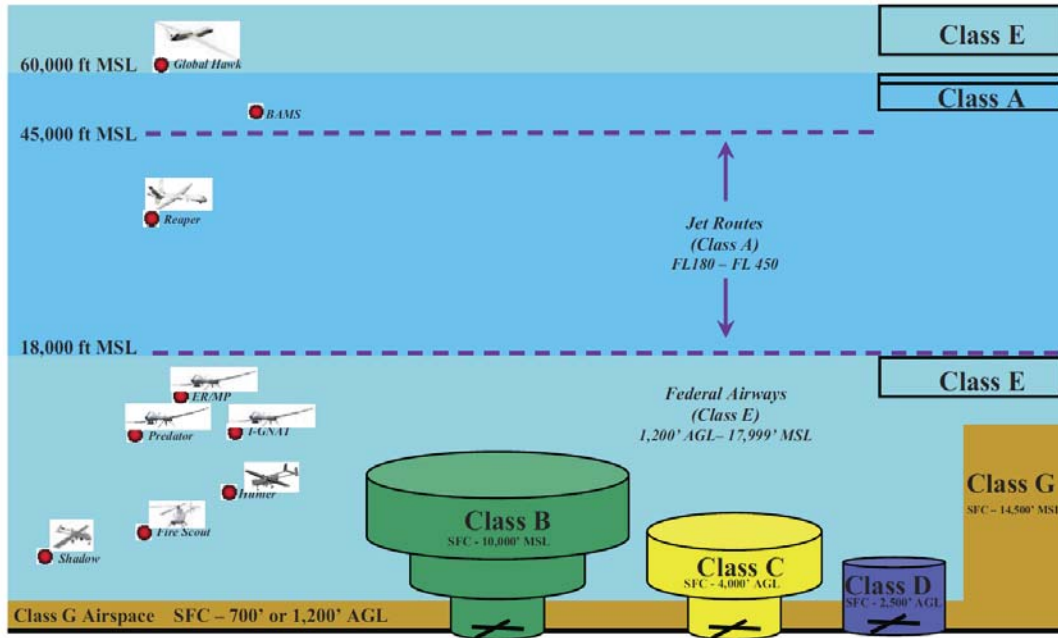 Class E
60,000 ft MSL
Global Hawk
Class A
BAMS
45,000 ft MSL
Reaper
Jet Routes
(Class A)
FL180 – FL 450
18,000 ft MSL
Class E
ER/MP
Federal Airways
(Class E)
1,200' AGL– 17,999' MSL
Predator
I-GNAT
Class G
SFC – 14,500' MSL
Hunter
Class B
SFC - 10,000' MSL
Fire Scout
Shadow
Class C
SFC - 4,000' AGL
Class D
SFC - 2,500' AGL
Class G Airspace SFC – 700' or 1,200' AGL